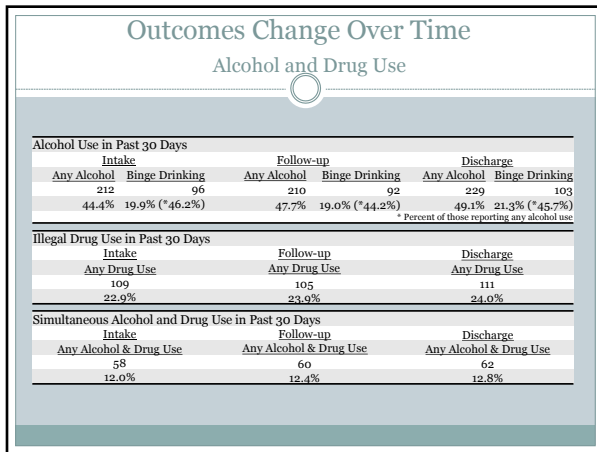 Outcomes Change Over Time
Alcohol and Drug Use
Alcohol Use in Past 30 Days
Intake Follow-up Discharge
Any Alcohol Binge Drinking Any Alcohol Binge Drinking Any Alcohol Binge Drinking
212 96 210 92 229 103
44.4% 19.9% (*46.2%) 47.7% 19.0% (*44.2%) 49.1% 21.3% (*45.7%)
* Percent of those reporting any alcohol use
Illegal Drug Use in Past 30 Days
Intake Follow-up Discharge
Any Drug Use Any Drug Use Any Drug Use
109 105 111
22.9% 23.9% 24.0%
Simultaneous Alcohol and Drug Use in Past 30 Days
Intake Follow-up Discharge
Any Alcohol & Drug Use Any Alcohol & Drug Use Any Alcohol & Drug Use
58 60 62
12.0% 12.4% 12.8%